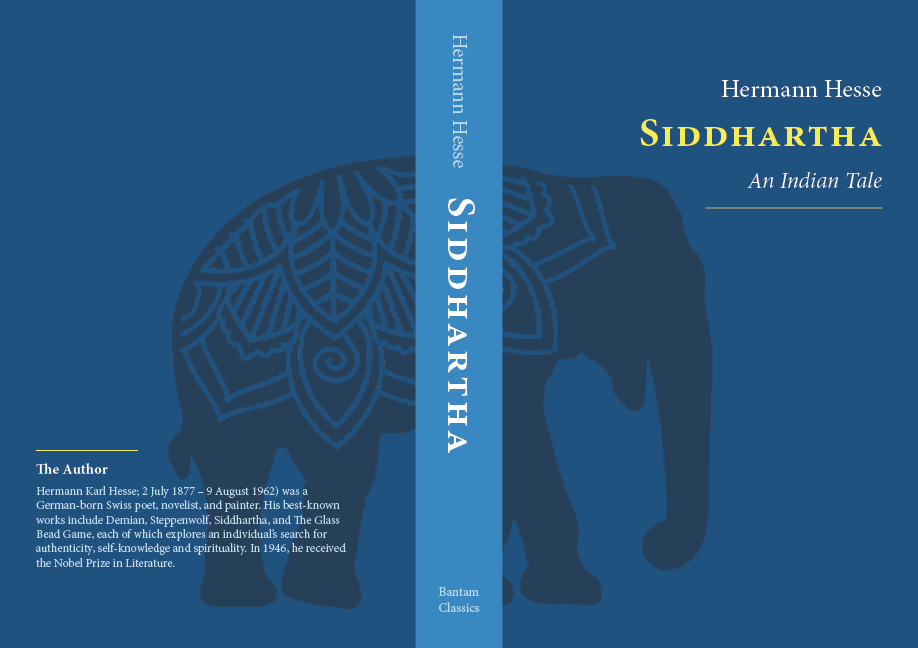 Hermann Hesse
SIDDHARTHA
An Indian Tale
Hermann Hesse
SIDDHARTHA
Bantam
Classics
The Author
Hermann Karl Hesse; 2 July 1877 – 9 August 1962) was a
German-born Swiss poet, novelist, and painter. His best-known
works include Demian, Steppenwolf, Siddhartha, and The Glass
Bead Game, each of which explores an individual's search for
authenticity, self-knowledge and spirituality. In 1946, he received
the Nobel Prize in Literature.